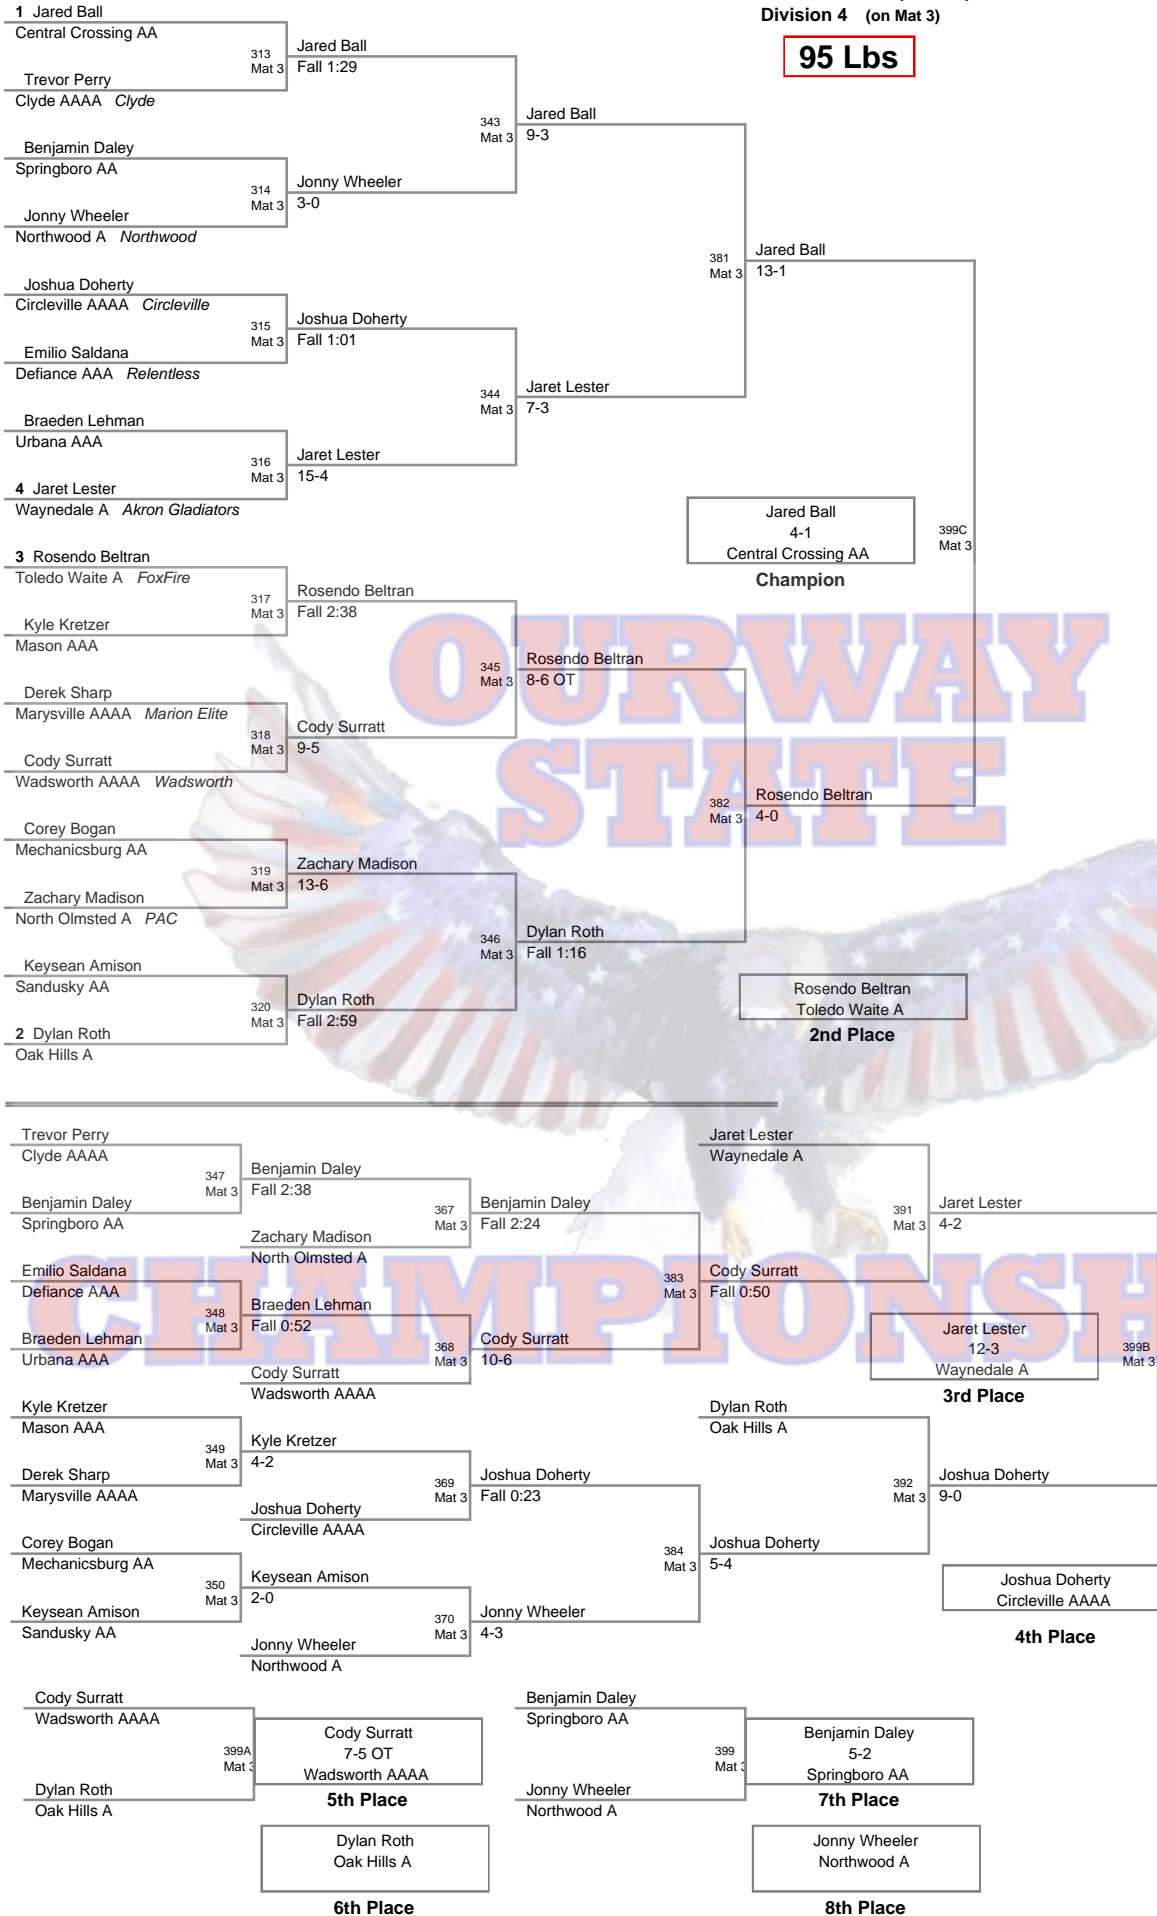 Division 4 (on Mat 3)
95 Lbs
1 Jared Ball
Central Crossing AA
313
Mat 3
Jared Ball
Fall 1:29
Trevor Perry
Clyde AAAA Clyde
343
Mat 3
Jared Ball
9-3
Benjamin Daley
Springboro AA
314
Mat 3
Jonny Wheeler
3-0
Jonny Wheeler
Northwood A Northwood
381
Mat 3
Jared Ball
13-1
Joshua Doherty
Circleville AAAA Circleville
315
Mat 3
Joshua Doherty
Fall 1:01
Emilio Saldana
Defiance AAA Relentless
344
Mat 3
Jaret Lester
7-3
Braeden Lehman
Urbana AAA
316
Mat 3
Jaret Lester
15-4
4 Jaret Lester
Waynedale A Akron Gladiators
Jared Ball
4-1
Central Crossing AA
Champion
399C
Mat 3
3 Rosendo Beltran
Toledo Waite A FoxFire
317
Mat 3
Rosendo Beltran
Fall 2:38
Kyle Kretzer
Mason AAA
OURWAY
STATE
345
Mat 3
Rosendo Beltran
8-6 OT
Derek Sharp
Marysville AAAA Marion Elite
318
Mat 3
Cody Surratt
9-5
Cody Surratt
Wadsworth AAAA Wadsworth
382
Mat 3
Rosendo Beltran
4-0
Corey Bogan
Mechanicsburg AA
319
Mat 3
Zachary Madison
13-6
Zachary Madison
North Olmsted A PAC
346
Mat 3
Dylan Roth
Fall 1:16
Keysean Amison
Sandusky AA
320
Mat 3
Dylan Roth
Fall 2:59
2 Dylan Roth
Oak Hills A
Rosendo Beltran
Toledo Waite A
2nd Place
Trevor Perry
Clyde AAAA
347
Mat 3
Benjamin Daley
Fall 2:38
Benjamin Daley
Springboro AA
367
Mat 3
Benjamin Daley
Fall 2:24
Zachary Madison
North Olmsted A
Jaret Lester
Waynedale A
391
Mat 3
Jaret Lester
4-2
CHAMPIONSH
Emilio Saldana
Defiance AAA
348
Mat 3
Braeden Lehman
Fall 0:52
Braeden Lehman
Urbana AAA
368
Mat 3
Cody Surratt
10-6
Cody Surratt
Wadsworth AAAA
383
Mat 3
Cody Surratt
Fall 0:50
Jaret Lester
12-3
Waynedale A
3rd Place
399B
Mat 3
Kyle Kretzer
Mason AAA
349
Mat 3
Kyle Kretzer
4-2
Derek Sharp
Marysville AAAA
369
Mat 3
Joshua Doherty
Fall 0:23
Joshua Doherty
Circleville AAAA
Dylan Roth
Oak Hills A
392
Mat 3
Joshua Doherty
9-0
Corey Bogan
Mechanicsburg AA
350
Mat 3
Keysean Amison
2-0
Keysean Amison
Sandusky AA
370
Mat 3
Jonny Wheeler
4-3
Jonny Wheeler
Northwood A
384
Mat 3
Joshua Doherty
5-4
Joshua Doherty
Circleville AAAA
4th Place
Cody Surratt
Wadsworth AAAA
399A
Mat 3
Cody Surratt
7-5 OT
Wadsworth AAAA
5th Place
Dylan Roth
Oak Hills A
Dylan Roth
Oak Hills A
6th Place
Benjamin Daley
Springboro AA
399
Mat 3
Benjamin Daley
5-2
Springboro AA
7th Place
Jonny Wheeler
Northwood A
Jonny Wheeler
Northwood A
8th Place